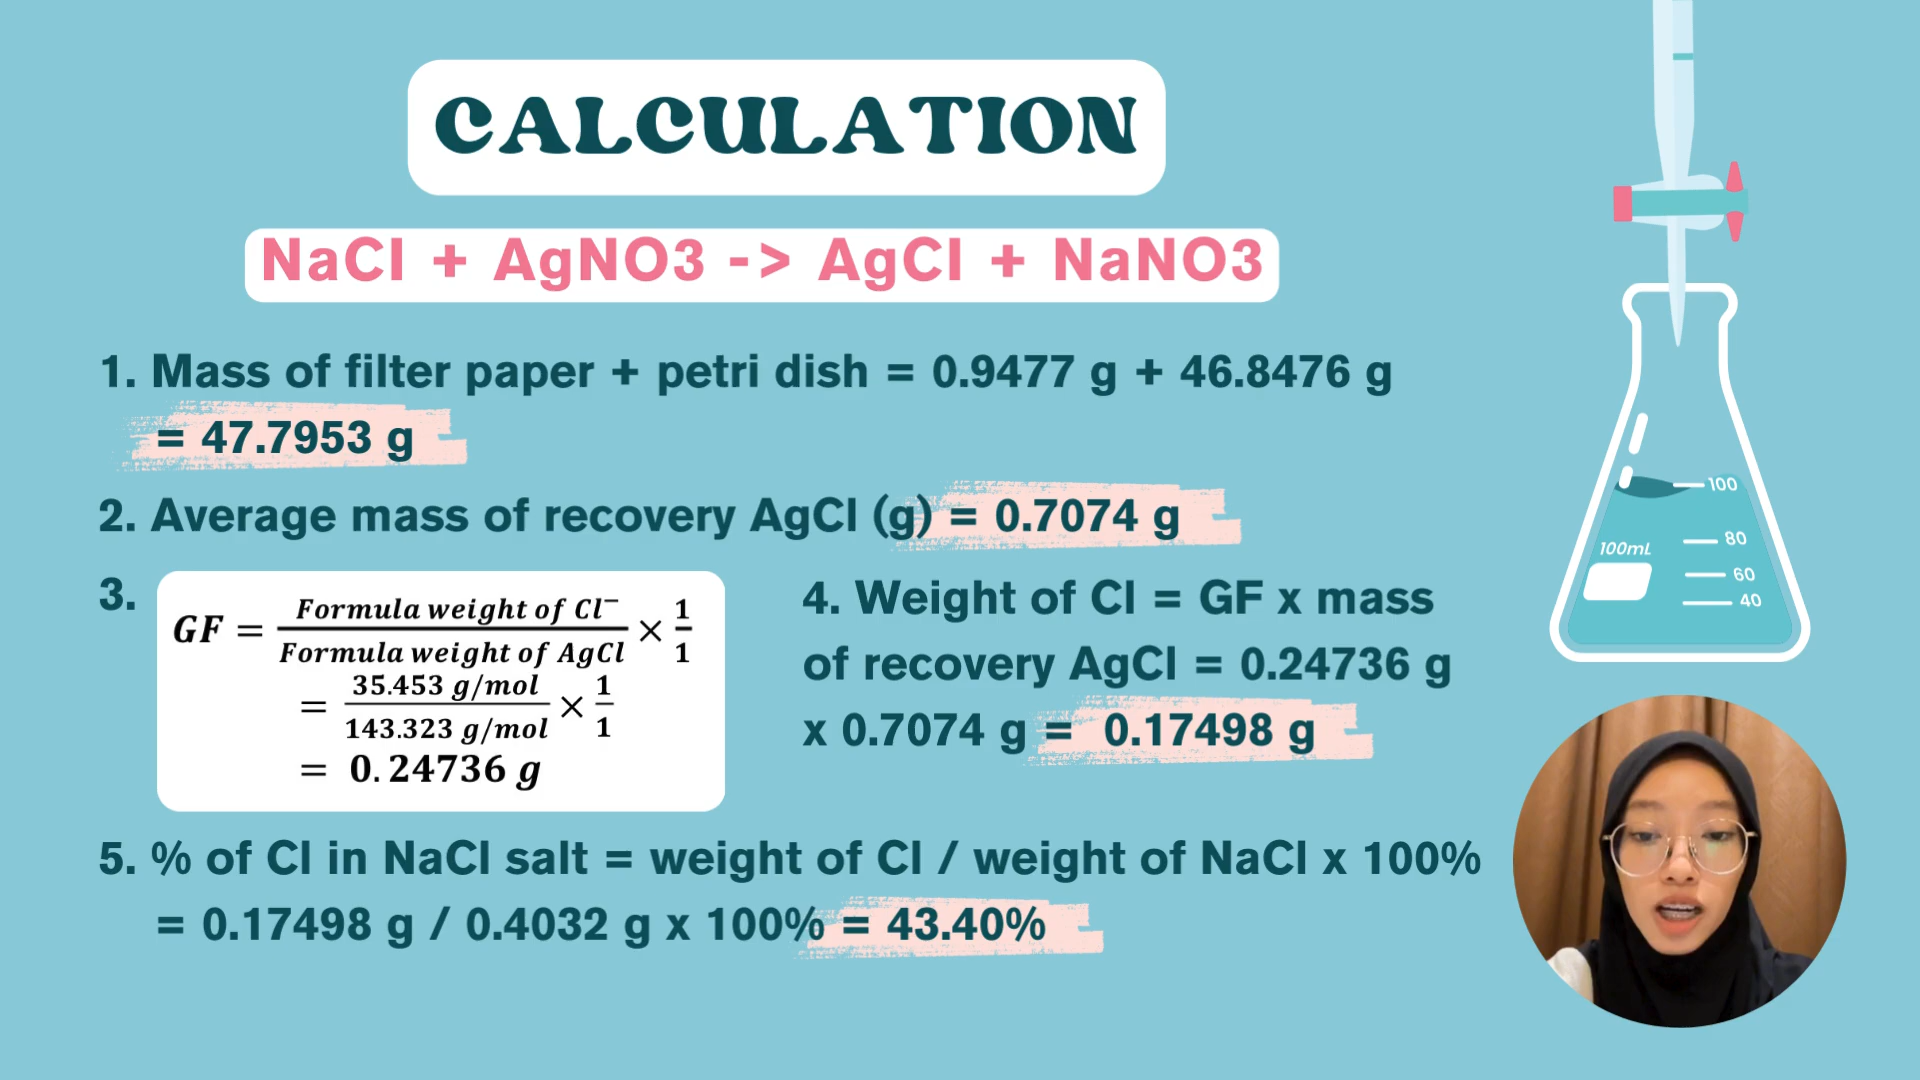 CALCULATION
NaCl + AgNO3 -> AgCl + NaNO3
1. Mass of filter paper + petri dish = 0.9477 g + 46.8476 g
= 47.7953 g
2. Average mass of recovery AgCl (g) = 0.7074 g
3.
GF = Formula weight of Cl⁻ / Formula weight of AgCl × 1/1
= 35.453 g/mol / 143.323 g/mol × 1/1
= 0.24736 g
4. Weight of Cl = GF x mass
of recovery AgCl = 0.24736 g
x 0.7074 g = 0.17498 g
5. % of Cl in NaCl salt = weight of Cl / weight of NaCl x 100%
= 0.17498 g / 0.4032 g x 100% = 43.40%
100
80
100mL
60
40